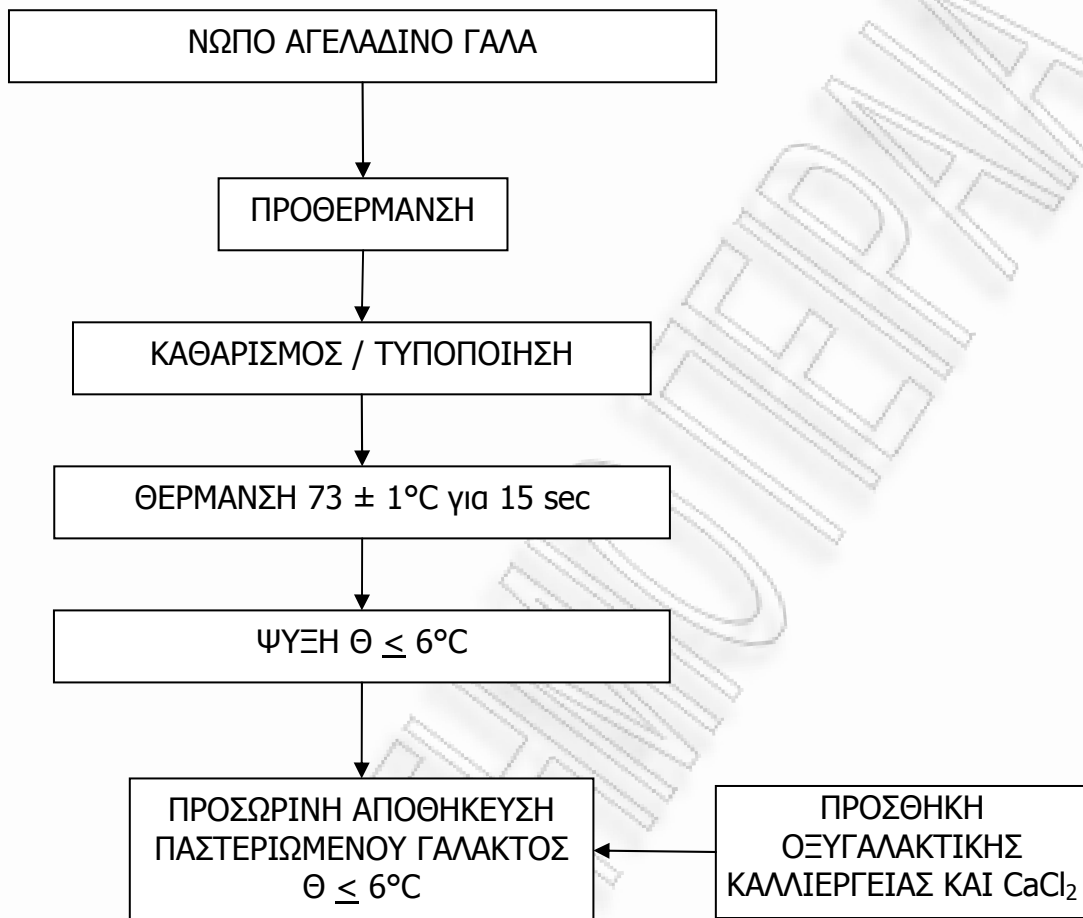 ΝΩΠΟ ΑΓΕΛΑΔΙΝΟ ΓΑΛΑ
ΠΡΟΘΕΡΜΑΝΣΗ
ΚΑΘΑΡΙΣΜΟΣ / ΤΥΠΟΠΟΙΗΣΗ
ΘΕΡΜΑΝΣΗ 73 ± 1°C για 15 sec
ΨΥΞΗ Θ ≤ 6°C
ΠΡΟΣΩΡΙΝΗ ΑΠΟΘΗΚΕΥΣΗ
ΠΑΣΤΕΡΙΩΜΕΝΟΥ ΓΑΛΑΚΤΟΣ
Θ ≤ 6°C
ΠΡΟΣΘΗΚΗ
ΟΞΥΓΑΛΑΚΤΙΚΗΣ
ΚΑΛΛΙΕΡΓΕΙΑΣ ΚΑΙ CaCl₂